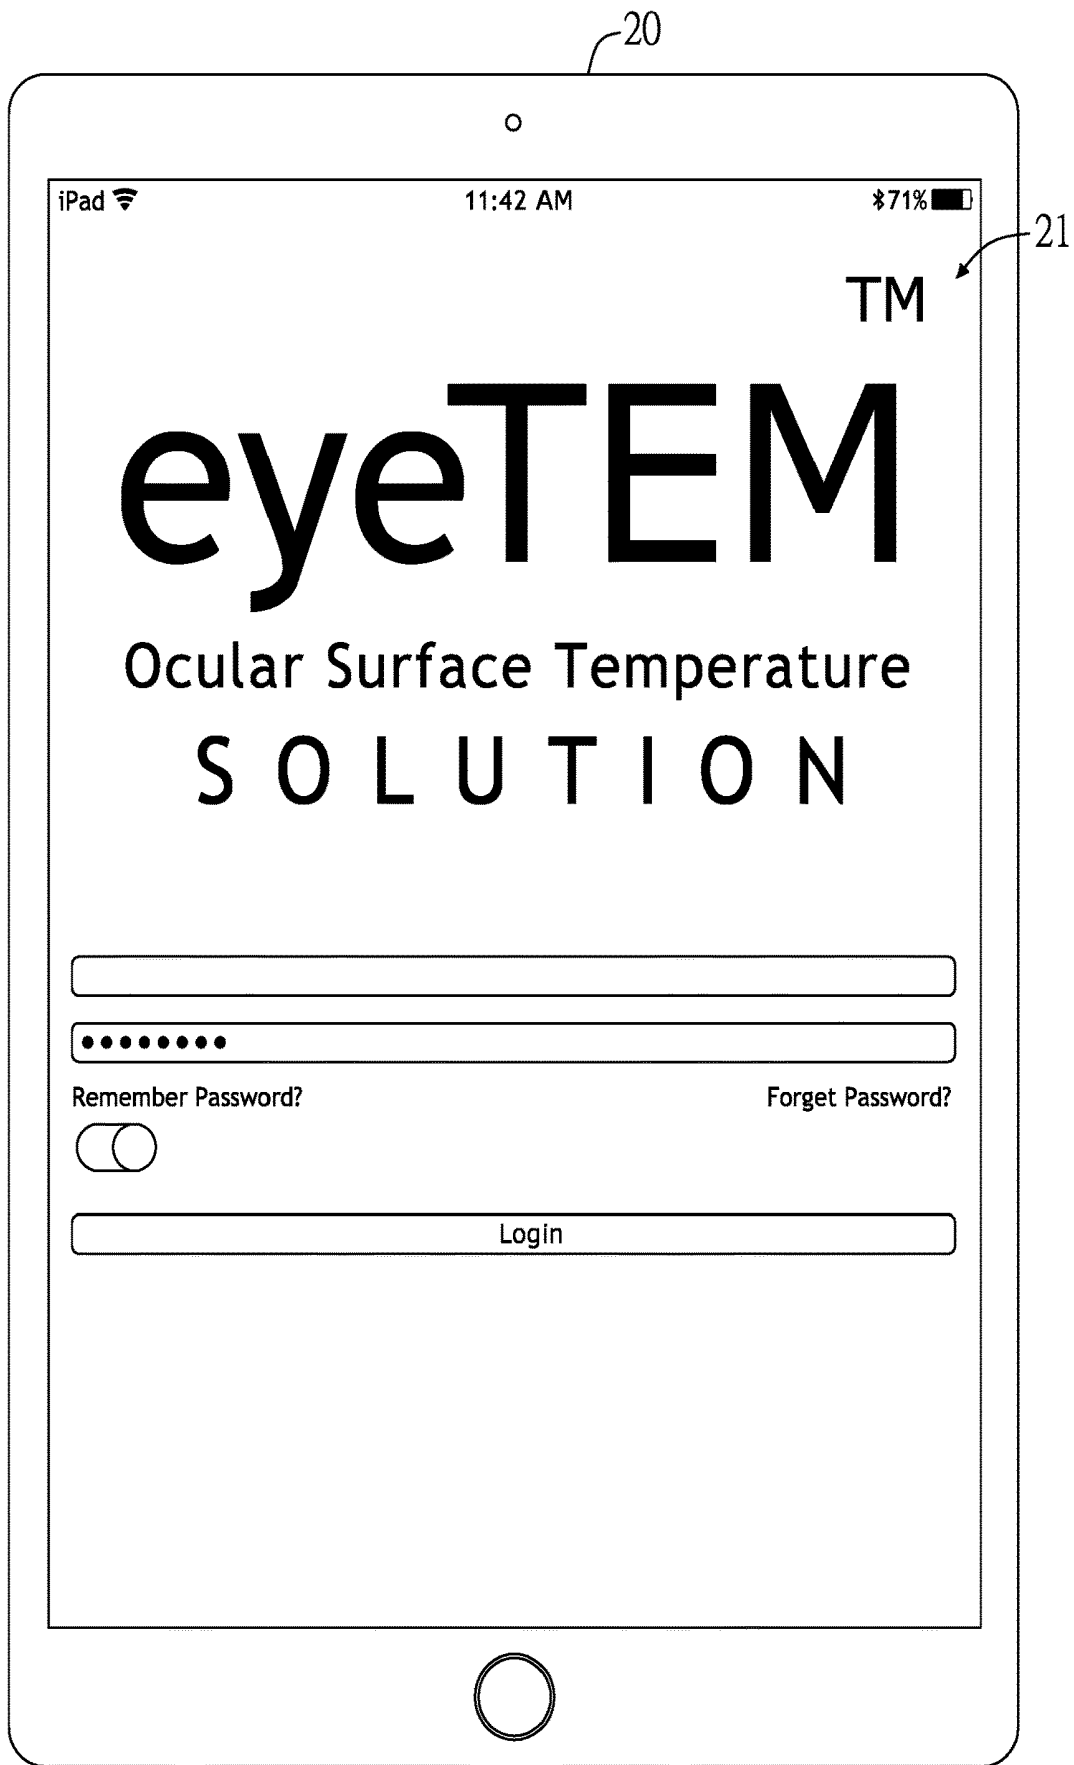 20
iPad 11:42 AM 71%
21
TM
eyeTEM
Ocular Surface Temperature
SOLUTION
••••••••
Remember Password? Forget Password?
Login